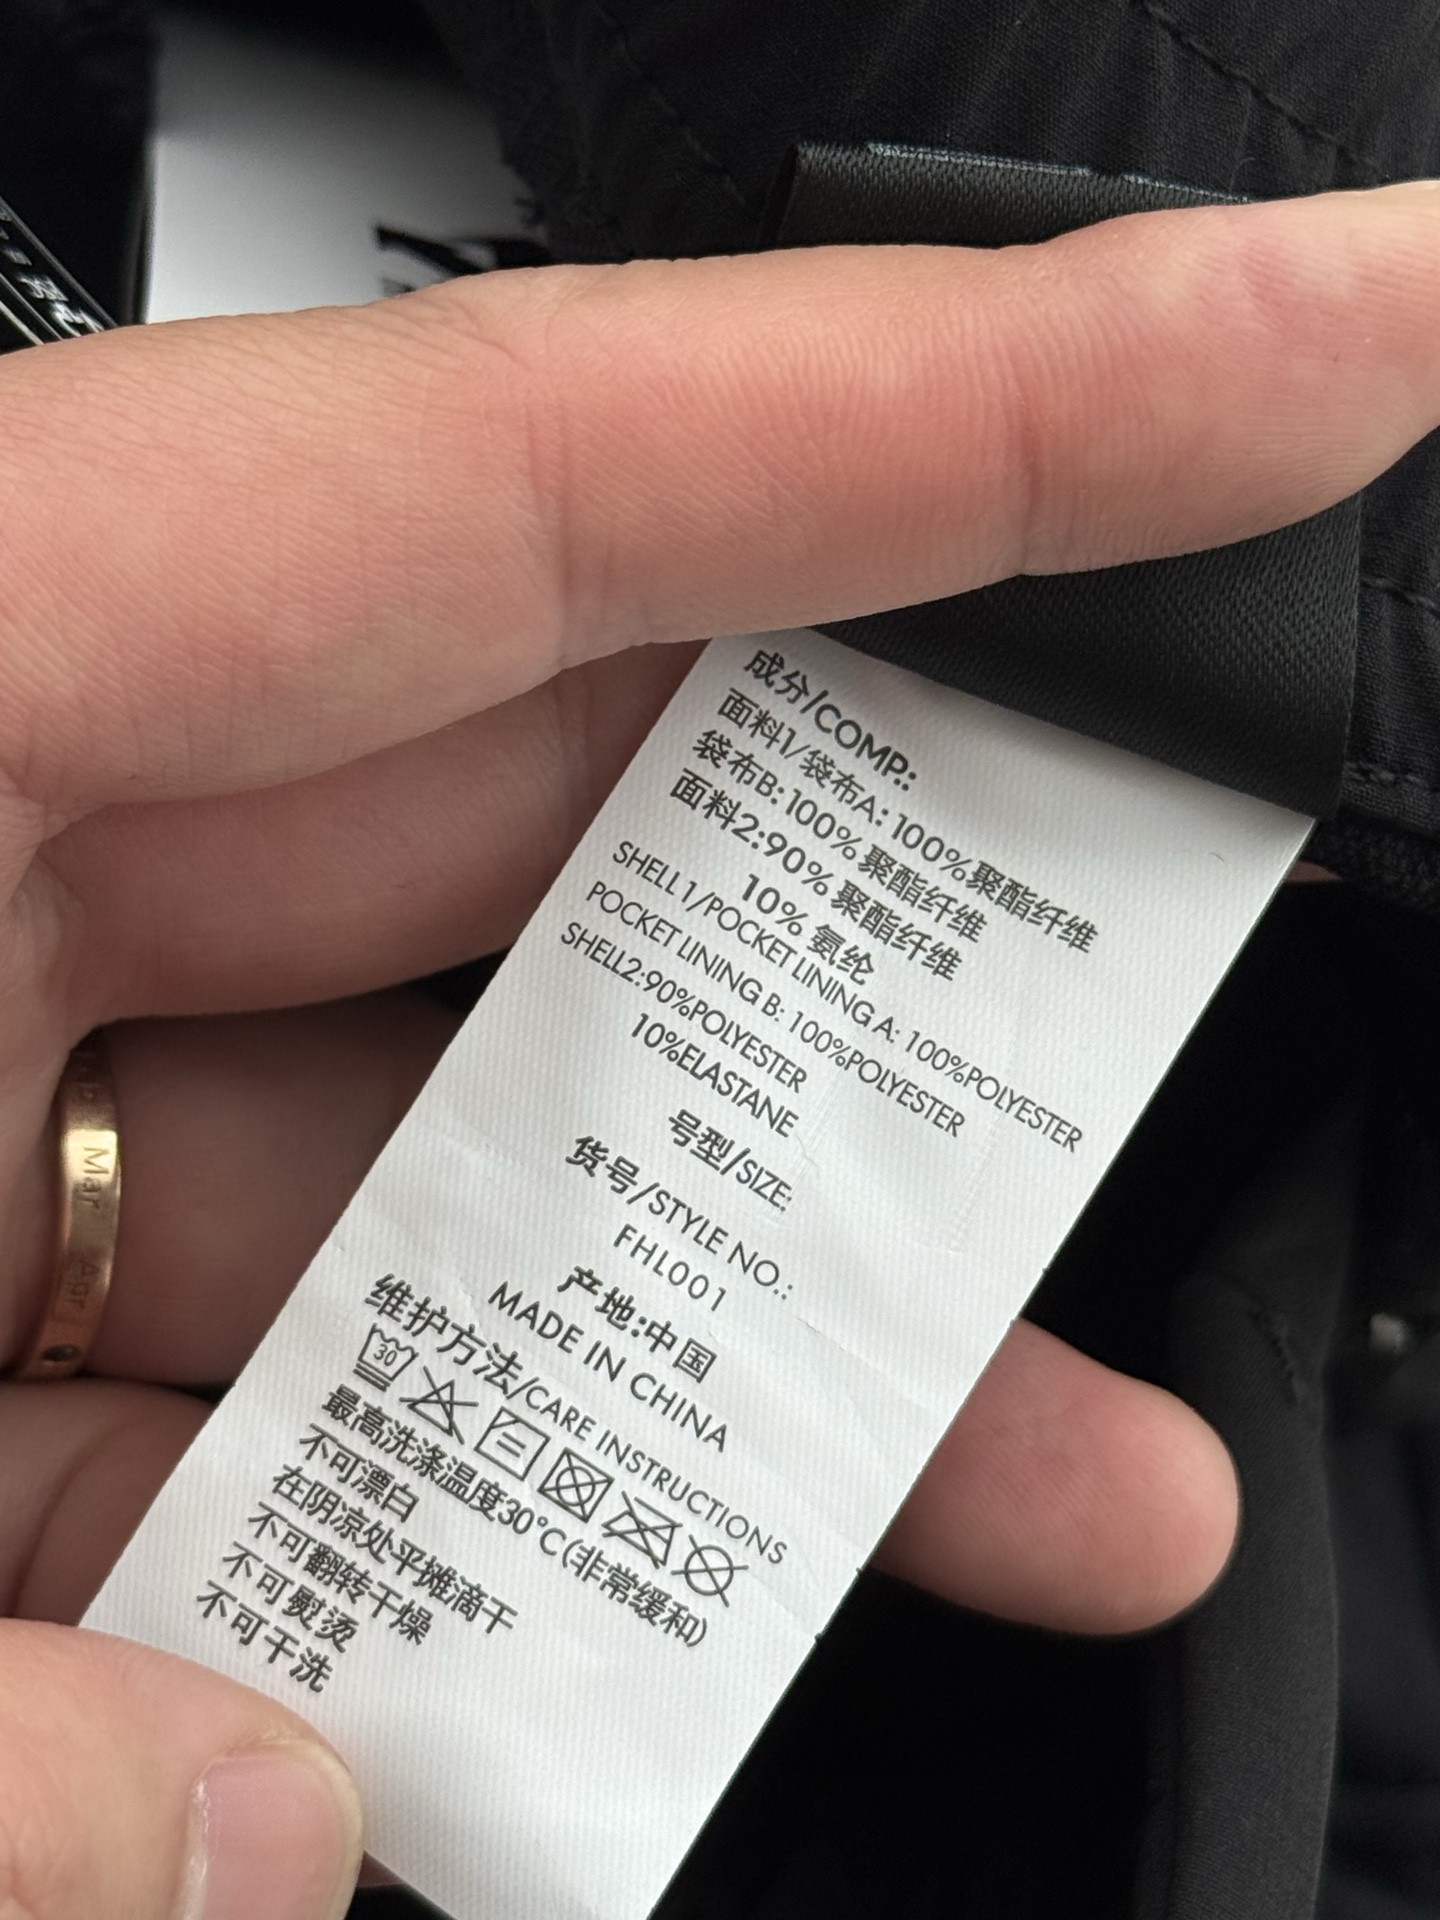 成分/COMP.:
面料1/袋布A: 100%聚酯纤维
袋布B: 100% 聚酯纤维
面料2:90% 聚酯纤维
10% 氨纶
SHELL 1/POCKET LINING A: 100%POLYESTER
POCKET LINING B: 100%POLYESTER
SHELL2:90%POLYESTER
10%ELASTANE
号型/SIZE:
货号/STYLE NO.:
FHL001
产地:中国
MADE IN CHINA
维护方法/CARE INSTRUCTIONS
30
最高洗涤温度30°C(非常缓和)
不可漂白
在阴凉处平摊滴干
不可翻转干燥
不可熨烫
不可干洗
Mar Apr